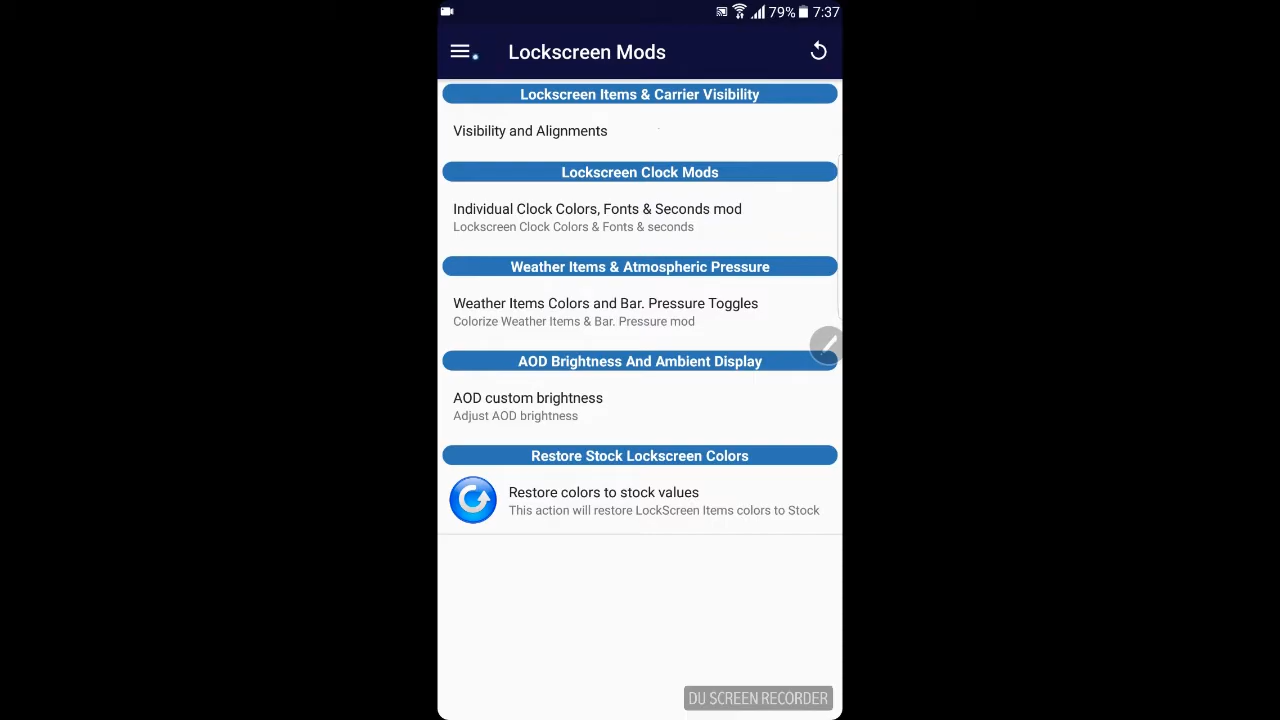 79% 7:37
Lockscreen Mods
Lockscreen Items & Carrier Visibility
Visibility and Alignments
Lockscreen Clock Mods
Individual Clock Colors, Fonts & Seconds mod
Lockscreen Clock Colors & Fonts & seconds
Weather Items & Atmospheric Pressure
Weather Items Colors and Bar. Pressure Toggles
Colorize Weather Items & Bar. Pressure mod
AOD Brightness And Ambient Display
AOD custom brightness
Adjust AOD brightness
Restore Stock Lockscreen Colors
Restore colors to stock values
This action will restore LockScreen Items colors to Stock
DU SCREEN RECORDER